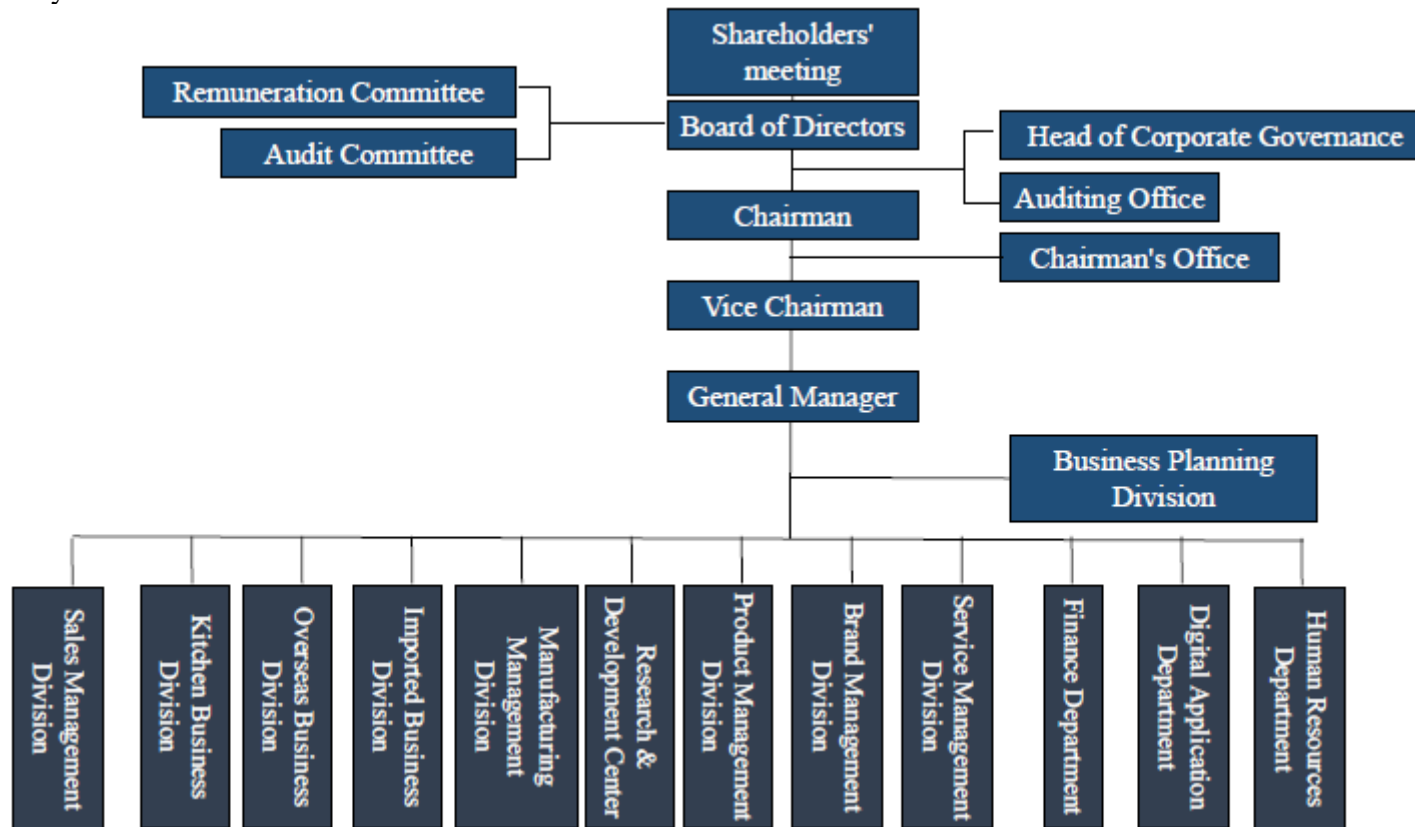 Shareholders'
meeting
Remuneration Committee
Board of Directors
Head of Corporate Governance
Audit Committee
Auditing Office
Chairman
Chairman's Office
Vice Chairman
General Manager
Business Planning
Division
Sales Management
Division
Kitchen Business
Division
Overseas Business
Division
Imported Business
Division
Manufacturing
Management
Division
Research &
Development Center
Product Management
Division
Brand Management
Division
Service Management
Division
Finance Department
Digital Application
Department
Human Resources
Department